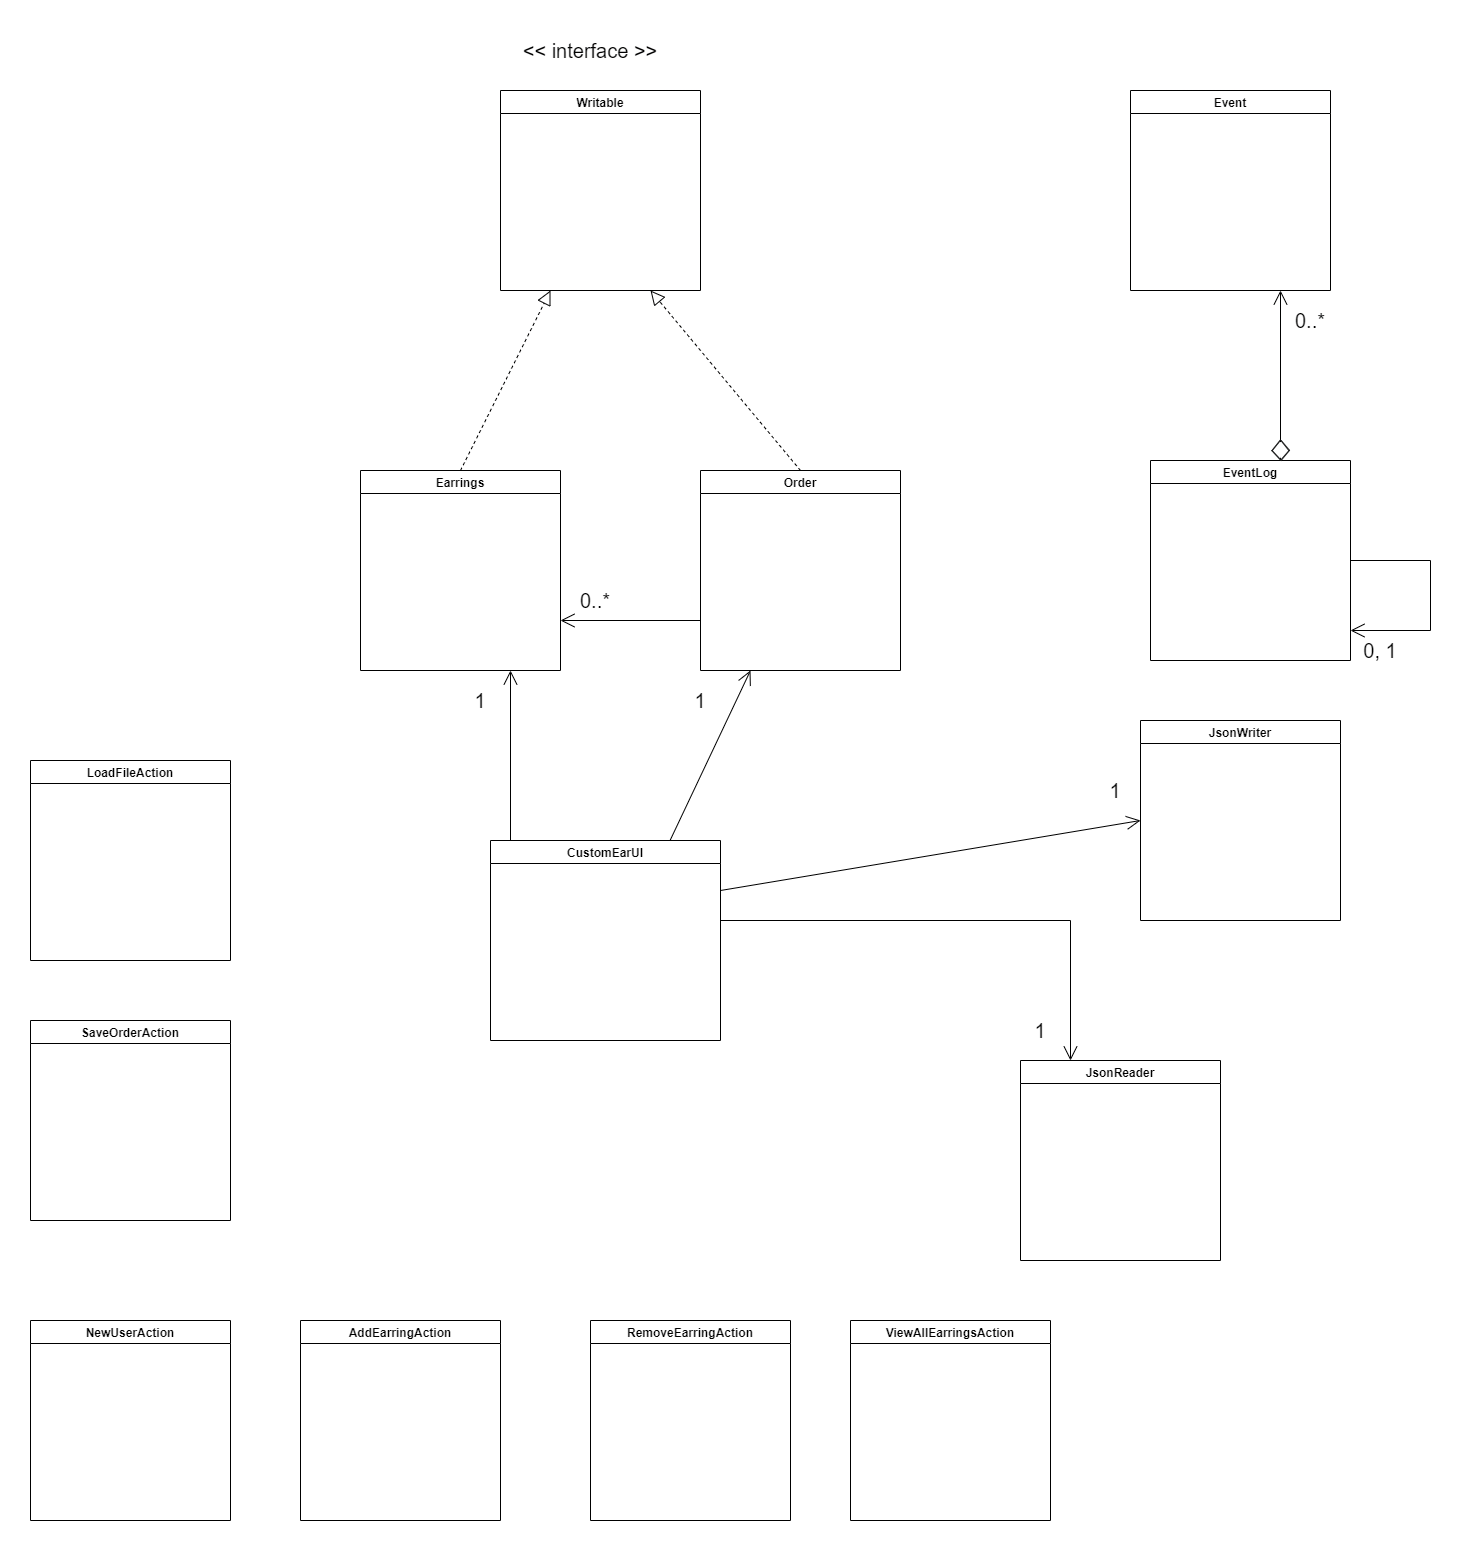 << interface >>
Writable
Event
0..*
Earrings
Order
EventLog
0..*
0, 1
1
1
JsonWriter
LoadFileAction
1
CustomEarUI
SaveOrderAction
1
JsonReader
NewUserAction
AddEarringAction
RemoveEarringAction
ViewAllEarringsAction